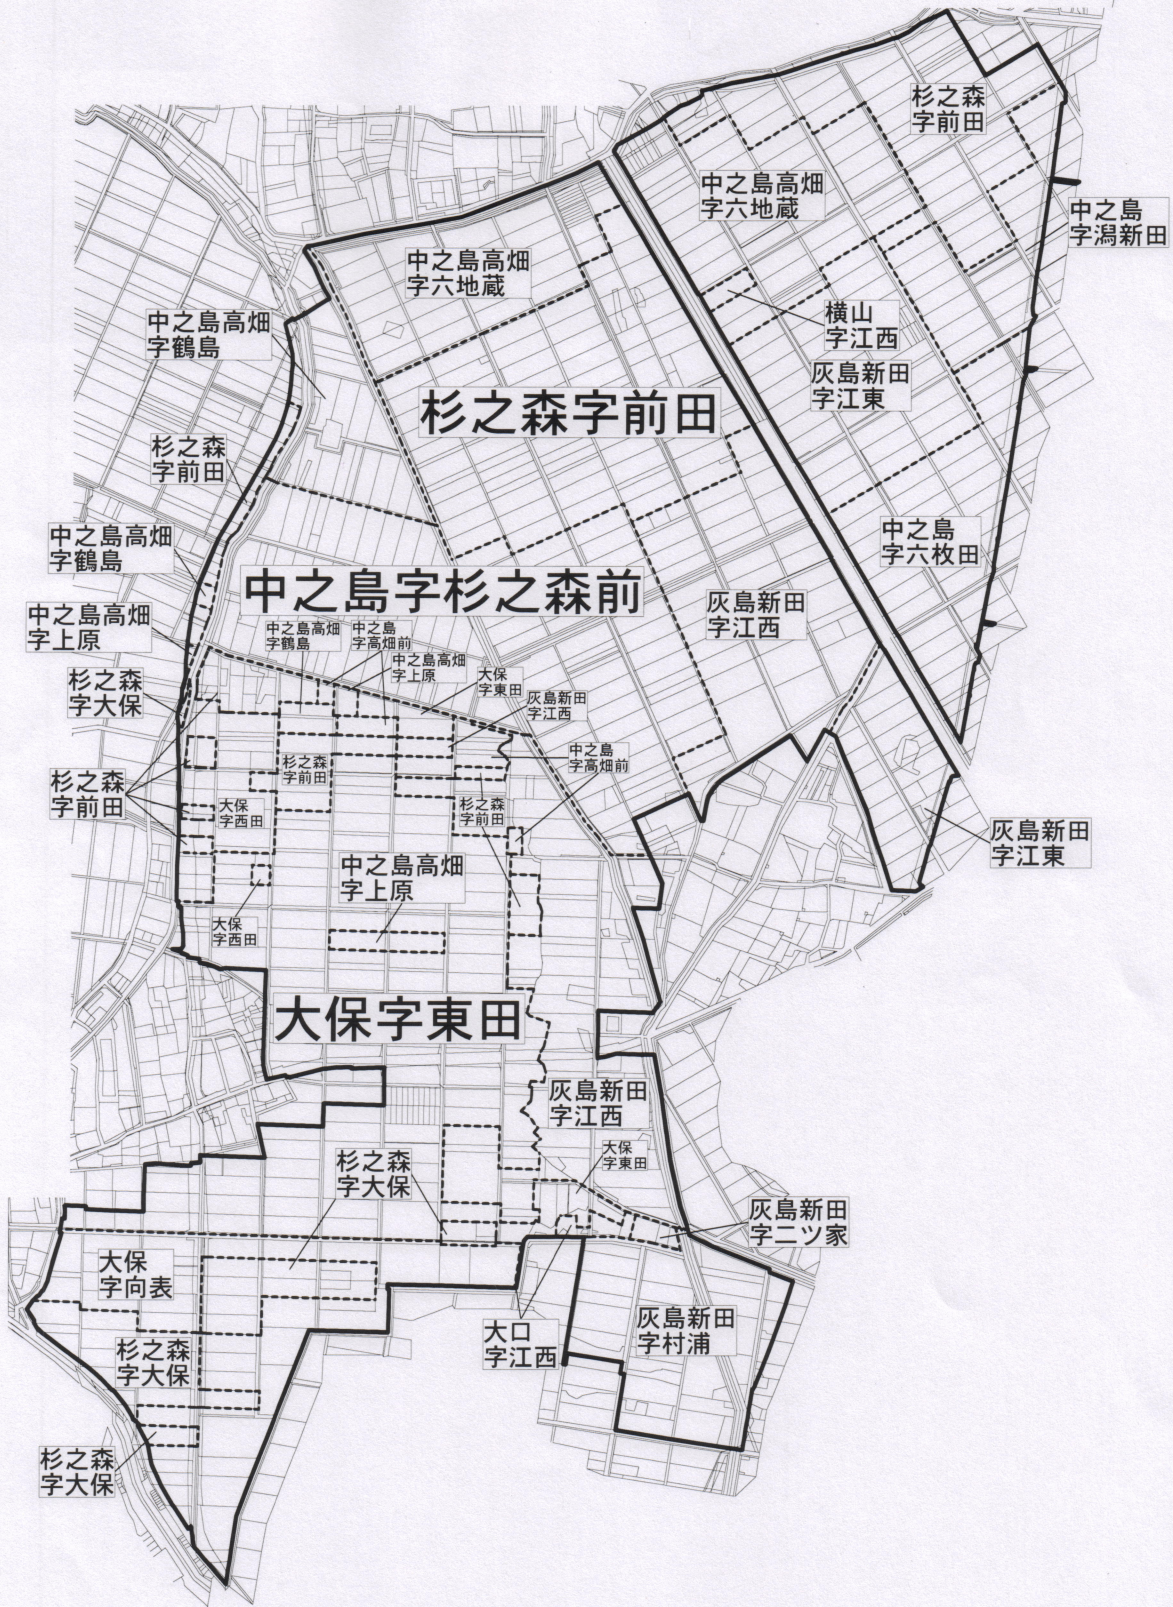 杉之森
字前田
中之島高畑
字六地蔵
中之島
字潟新田
中之島高畑
字六地蔵
中之島高畑
字鶴島
横山
字江西
灰島新田
字江東
杉之森字前田
杉之森
字前田
中之島高畑
字鶴島
中之島
字六枚田
中之島字杉之森前
灰島新田
字江西
中之島高畑
字上原
中之島高畑
字鶴島
中之島
字高畑前
中之島高畑
字上原
大保
字東田
灰島新田
字江西
杉之森
字大保
中之島
字高畑前
杉之森
字前田
杉之森
字前田
大保
字西田
杉之森
字前田
灰島新田
字江東
中之島高畑
字上原
大保
字西田
大保字東田
灰島新田
字江西
大保
字東田
杉之森
字大保
灰島新田
字二ツ家
大保
字向表
杉之森
字大保
大口
字江西
灰島新田
字村浦
杉之森
字大保